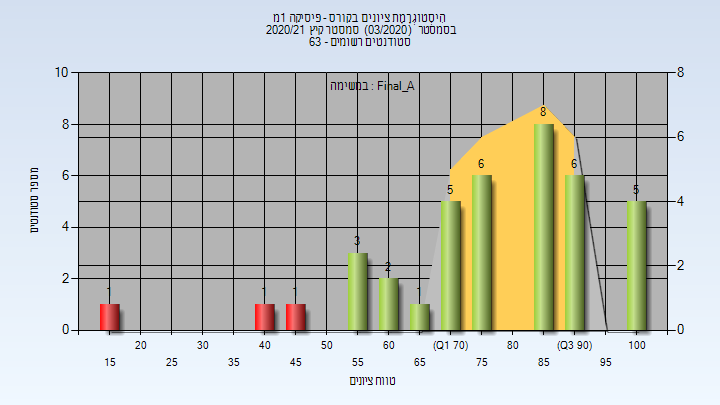 היסטוגרמת ציונים בקורס - פיסיקה 1מ
בסמסטר (03/2020) סמסטר קיץ 2020/21
סטודנטים רשומים - 63
במשימה : Final_A
10 8 6 4 2 0
מספר סטודנטים
8 6 4 2 0
1 1 1 3 2 1 5 6 8 6 5
20 30 40 50 60 (Q1 70) 80 (Q3 90) 100
15 25 35 45 55 65 75 85 95
טווח ציונים